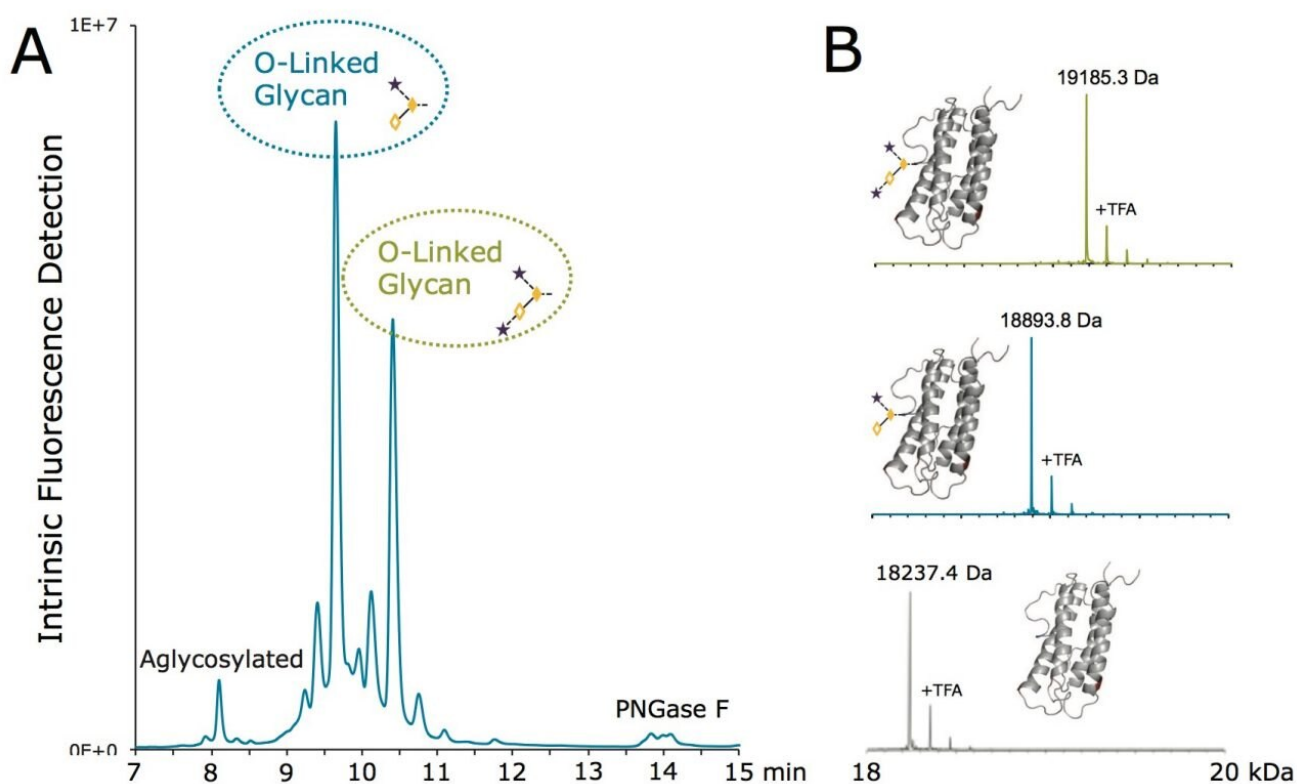 A
1E+7
Intrinsic Fluorescence Detection
O-Linked
Glycan
O-Linked
Glycan
Aglycosylated
PNGase F
0E+0
7 8 9 10 11 12 13 14 15 min
B
19185.3 Da
+TFA
18893.8 Da
+TFA
18237.4 Da
+TFA
18 20 kDa